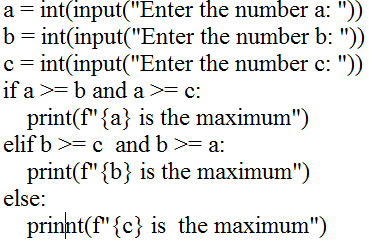 a = int(input("Enter the number a: "))
b = int(input("Enter the number b: "))
c = int(input("Enter the number c: "))
if a >= b and a >= c:
    print(f"{a} is the maximum")
elif b >= c  and b >= a:
    print(f"{b} is the maximum")
else:
    prinnt(f"{c} is  the maximum")